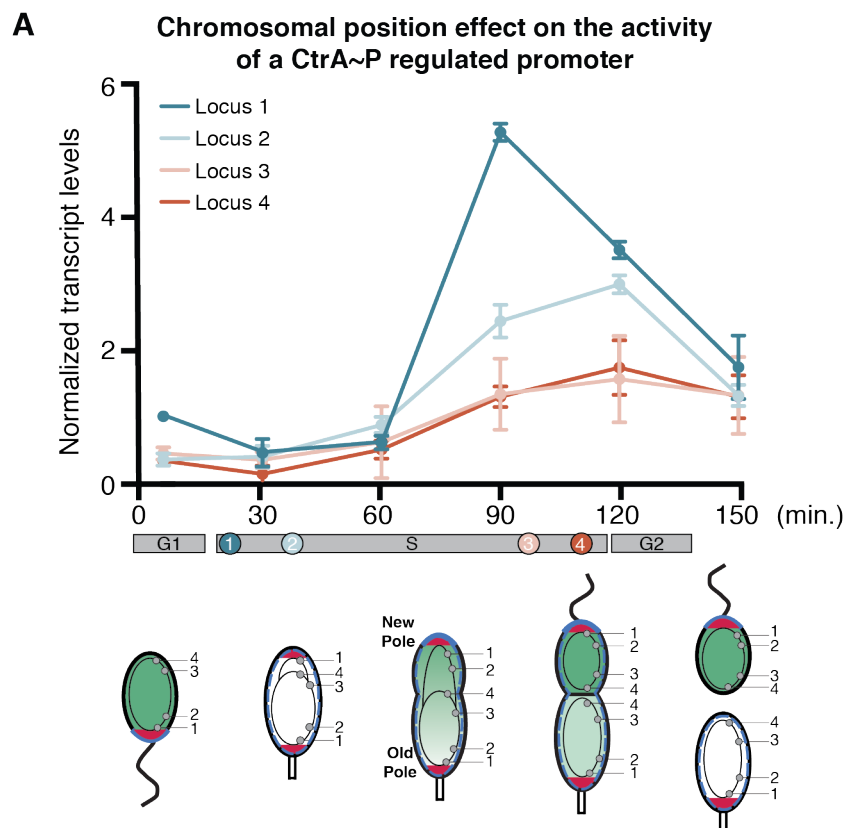 A
Chromosomal position effect on the activity
of a CtrA~P regulated promoter
Normalized transcript levels
6
4
2
0
Locus 1
Locus 2
Locus 3
Locus 4
0 30 60 90 120 150 (min.)
G1 1 2 S 3 4 G2
4
3
2
1
1
4
3
2
1
New
Pole
1
2
4
3
2
1
Old
Pole
1
2
3
4
4
3
2
1
1
2
3
4
4
3
2
1